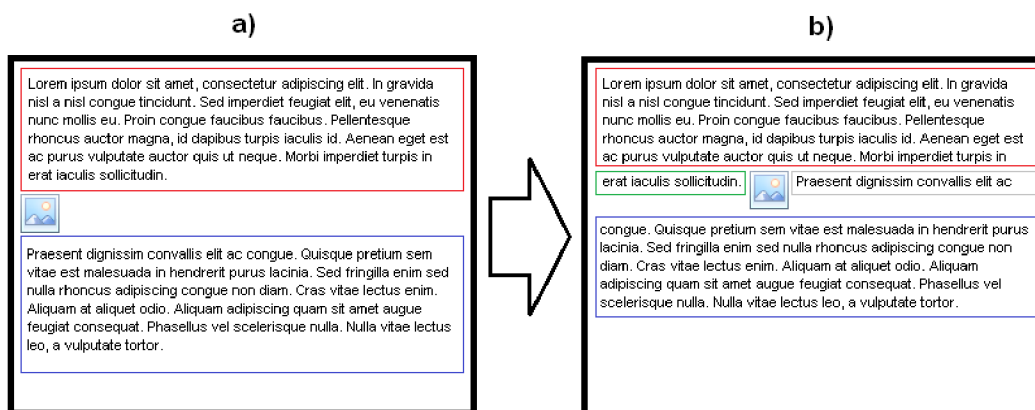 a)
Lorem ipsum dolor sit amet, consectetur adipiscing elit. In gravida
nisl a nisl congue tincidunt. Sed imperdiet feugiat elit, eu venenatis
nunc mollis eu. Proin congue faucibus faucibus. Pellentesque
rhoncus auctor magna, id dapibus turpis iaculis id. Aenean eget est
ac purus vulputate auctor quis ut neque. Morbi imperdiet turpis in
erat iaculis sollicitudin.
Praesent dignissim convallis elit ac congue. Quisque pretium sem
vitae est malesuada in hendrerit purus lacinia. Sed fringilla enim sed
nulla rhoncus adipiscing congue non diam. Cras vitae lectus enim.
Aliquam at aliquet odio. Aliquam adipiscing quam sit amet augue
feugiat consequat. Phasellus vel scelerisque nulla. Nulla vitae lectus
leo, a vulputate tortor.
b)
Lorem ipsum dolor sit amet, consectetur adipiscing elit. In gravida
nisl a nisl congue tincidunt. Sed imperdiet feugiat elit, eu venenatis
nunc mollis eu. Proin congue faucibus faucibus. Pellentesque
rhoncus auctor magna, id dapibus turpis iaculis id. Aenean eget est
ac purus vulputate auctor quis ut neque. Morbi imperdiet turpis in
erat iaculis sollicitudin. Praesent dignissim convallis elit ac
congue. Quisque pretium sem vitae est malesuada in hendrerit purus
lacinia. Sed fringilla enim sed nulla rhoncus adipiscing congue non
diam. Cras vitae lectus enim. Aliquam at aliquet odio. Aliquam
adipiscing quam sit amet augue feugiat consequat. Phasellus vel
scelerisque nulla. Nulla vitae lectus leo, a vulputate tortor.